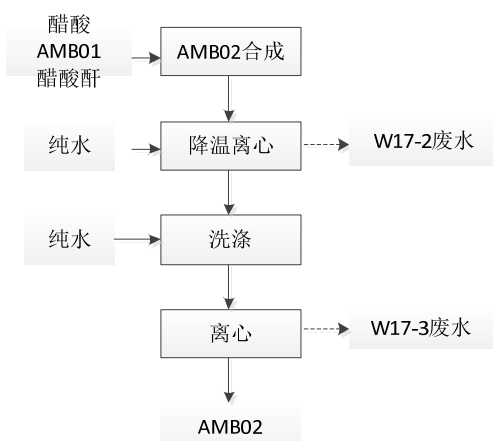 醋酸
AMB01
醋酸酐
AMB02合成
纯水
降温离心
W17-2废水
纯水
洗涤
离心
W17-3废水
AMB02